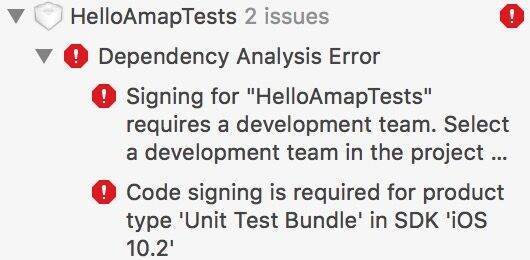 HelloAmapTests 2 issues
Dependency Analysis Error
Signing for "HelloAmapTests"
requires a development team. Select
a development team in the project ...
Code signing is required for product
type 'Unit Test Bundle' in SDK 'iOS
10.2'